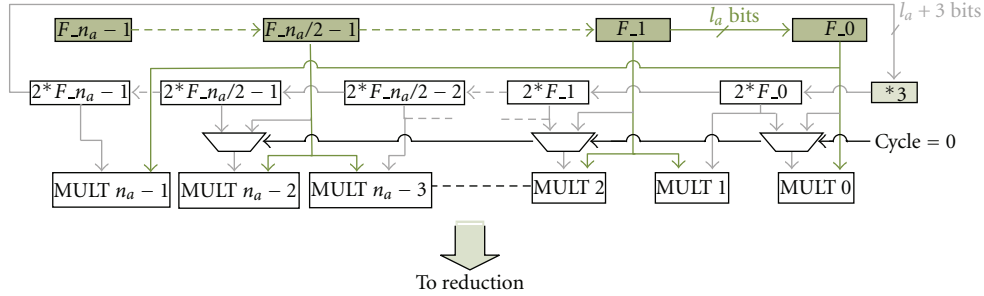 l_a bits
l_a + 3 bits
F_n_a − 1
F_n_a/2 − 1
F_1
F_0
2*F_n_a − 1
2*F_n_a/2 − 1
2*F_n_a/2 − 2
2*F_1
2*F_0
*3
Cycle = 0
MULT n_a − 1
MULT n_a − 2
MULT n_a − 3
MULT 2
MULT 1
MULT 0
To reduction